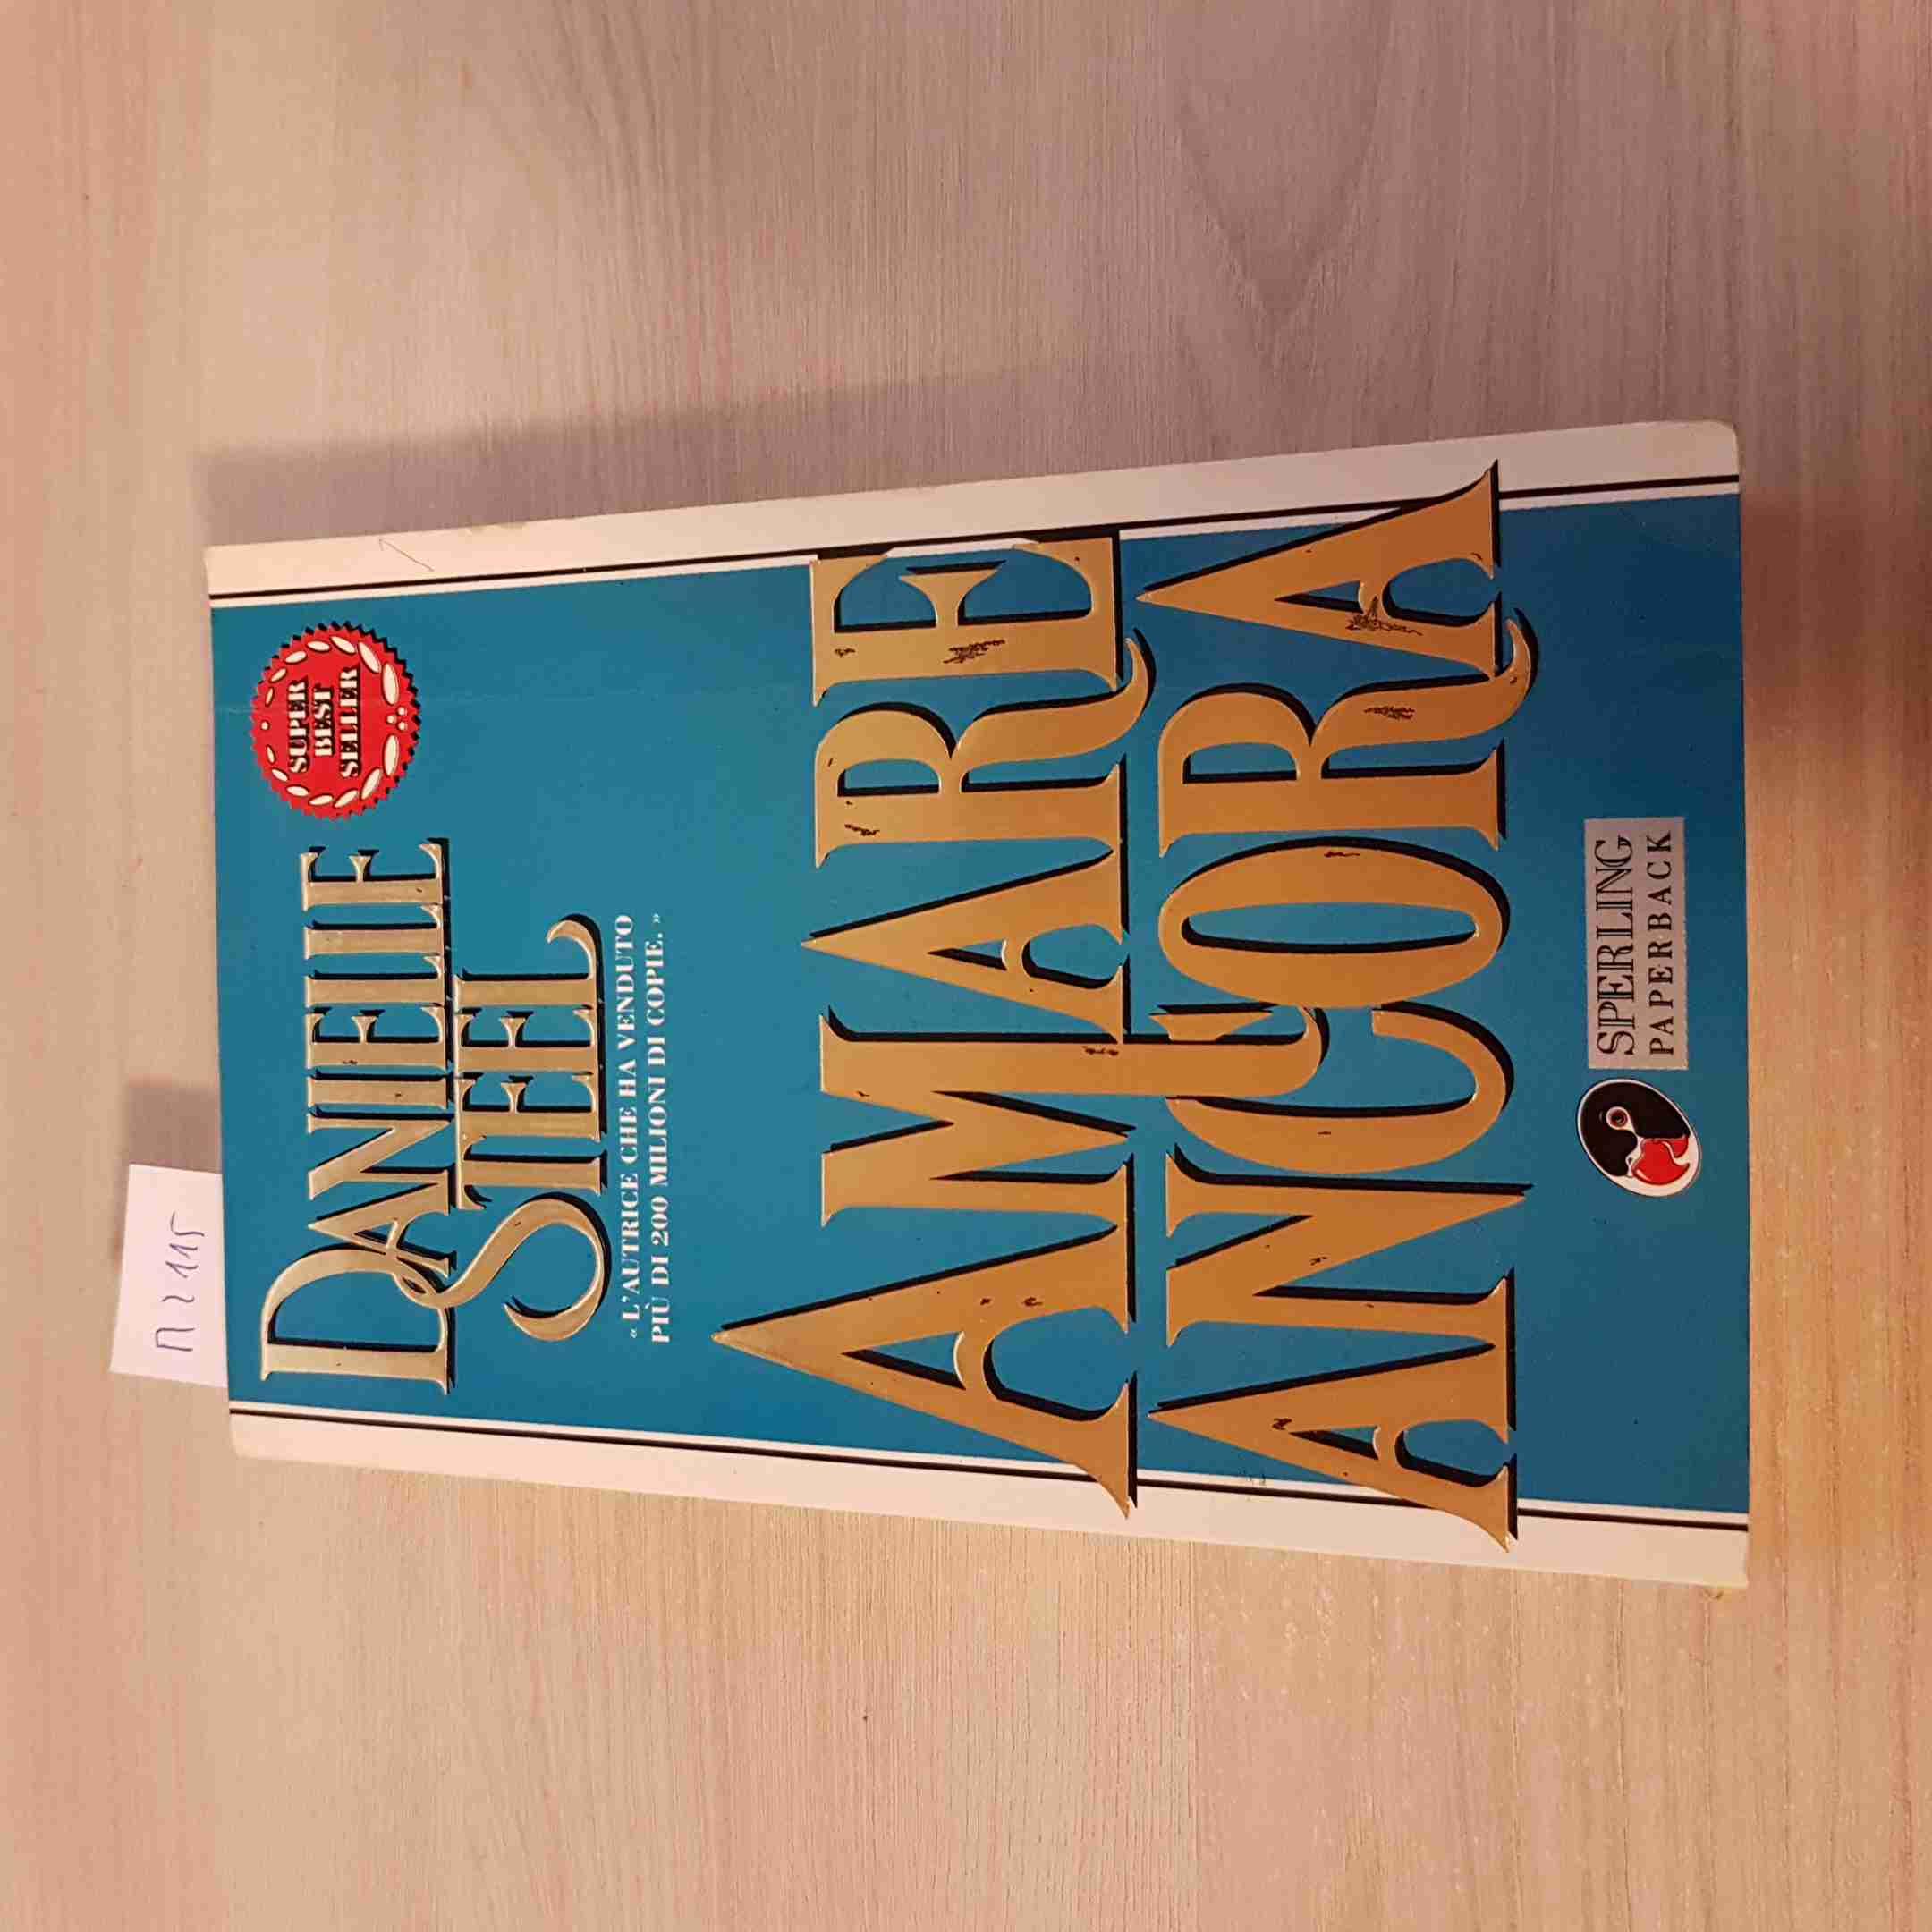 M 2115
DANIELLE
STEEL
SUPER
BEST
SELLER
« L'AUTRICE CHE HA VENDUTO
PIÙ DI 200 MILIONI DI COPIE. »
AMARE
ANCORA
SPERLING
PAPERBACK